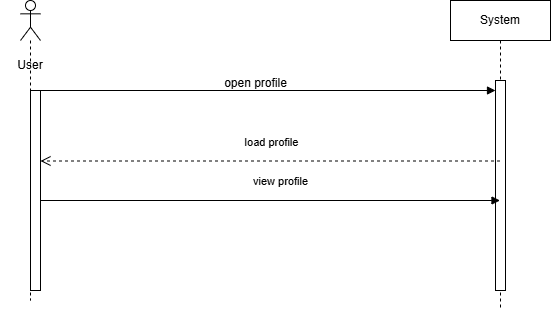 System
User
open profile
load profile
view profile